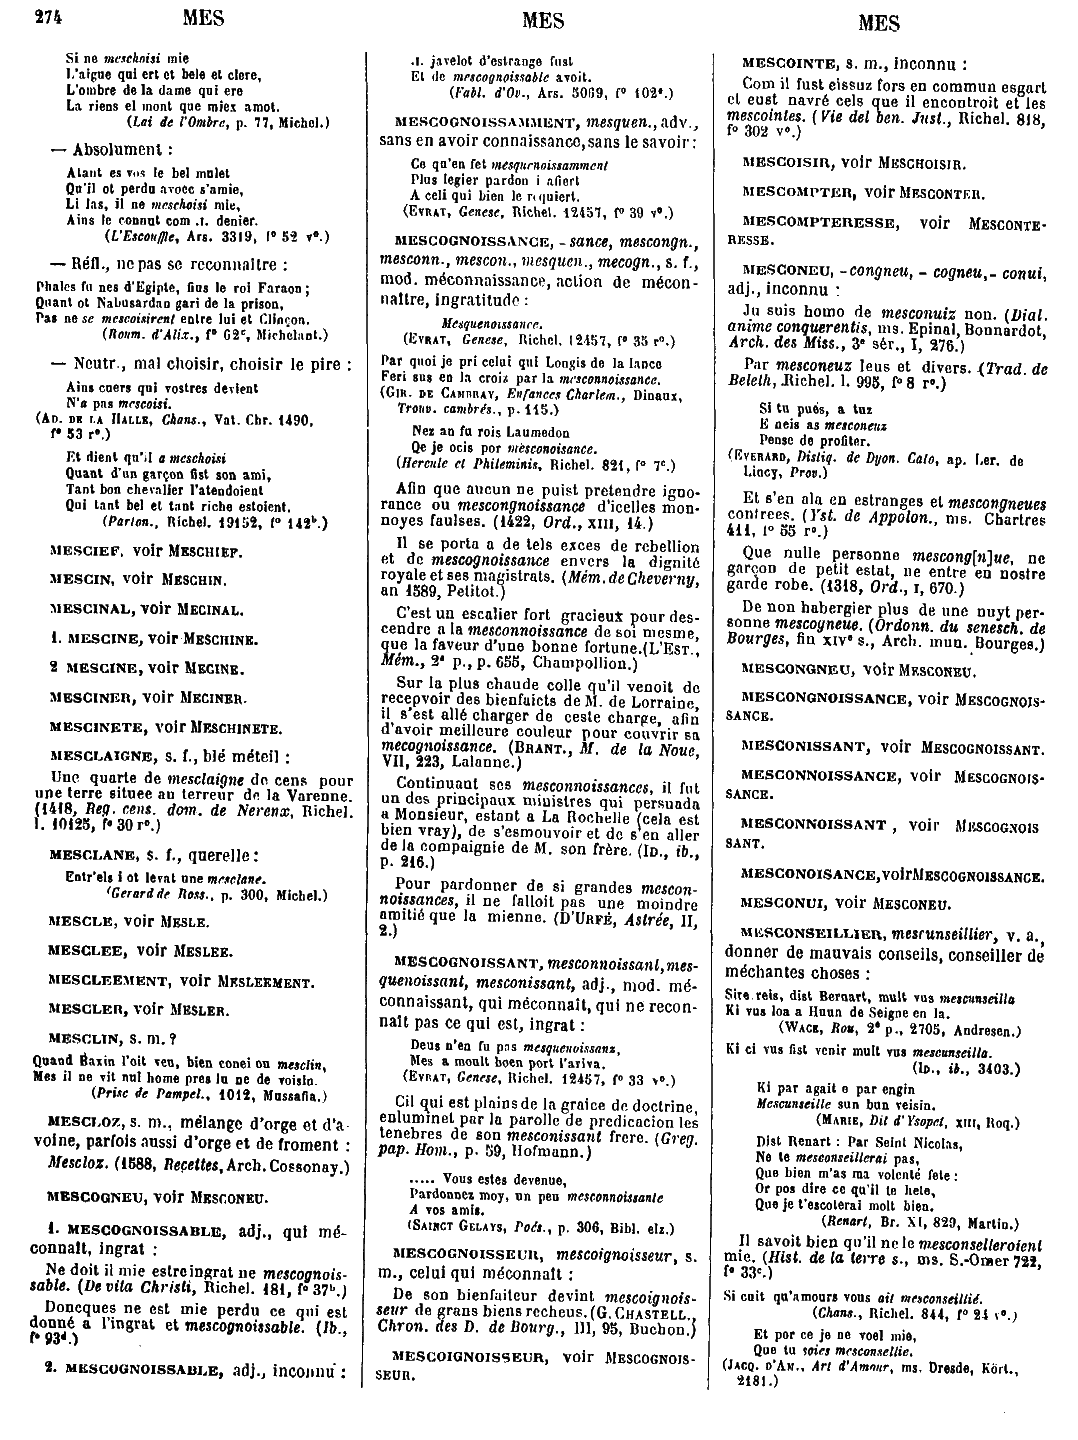 274 MES MES MES
Si ne meschoisi mie
L'aigue qui ert et bele et clere,
L'ombre de la dame qui ere
La riens el mont que miex amot.
(Lai de l'Ombre, p. 77, Michel.)
— Absolument :
Atant es vos le bel mulet
Qu'il ot perdu avoec s'amie,
Li las, il ne meschoisi mie,
Ains le connut com .I. denier.
(L'Escouffle, Ars. 3319, f° 52 v°.)
— Réfl., ne pas se reconnaître :
Phales fu nes d'Egipte, fius le roi Faraon ;
Quant ot Nabusardan gari de la prison,
Pas ne se mescoisirent entre lui et Clinçon.
(Roum. d'Alix., f° 62c, Michelant.)
— Neutr., mal choisir, choisir le pire :
Ains cuers qui vostres devient
N'a pas mescoisi.
(AD. DE LA HALLE, Chans., Vat. Chr. 1490,
f° 53 r°.)
Et dient qu'il a meschoisi
Quant d'un garçon fist son ami,
Tant bon chevalier l'atendoient
Qui tant bel et tant riche estoient.
(Parton., Richel. 19152, f° 142b.)
MESCIEF, voir MESCHIEF.
MESCIN, voir MESCHIN.
MESCINAL, voir MECINAL.
1. MESCINE, voir MESCHINE.
2 MESCINE, voir MECINE.
MESCINER, voir MECINER.
MESCINETE, voir MESCHINETE.
MESCLAIGNE, s. f., blé méteil :
Une quarte de mesclaigne de cens pour
une terre situee au terreur de la Varenne.
(1418, Reg. cens. dom. de Nerenx, Richel.
l. 10125, f° 30 r°.)
MESCLANE, s. f., querelle :
Entr'els i ot levat une mesclane.
(Gerard de Ross., p. 300, Michel.)
MESCLE, voir MESLE.
MESCLEE, voir MESLEE.
MESCLEEMENT, voir MESLEEMENT.
MESCLER, voir MESLER.
MESCLIN, s. m. ?
Quand Baxin l'oit veu, bien conei ou mesclin,
Mes il ne vit nul home pres lu ne de voisin.
(Prise de Pampel., 1012, Mussafia.)
MESCLOZ, s. m., mélange d'orge et d'a-
voine, parfois aussi d'orge et de froment :
Mescloz. (1588, Recettes, Arch. Cossonay.)
MESCOGNEU, voir MESCONEU.
1. MESCOGNOISSABLE, adj., qui mé-
connaît, ingrat :
Ne doit il mie estre ingrat ne mescognois-
sable. (De vita Christi, Richel. 181, f° 37b.)
Doncques ne est mie perdu ce qui est
donné a l'ingrat et mescognoissable. (Ib.,
f° 93d.)
2. MESCOGNOISSABLE, adj., inconnu :
.I. javelot d'estrange fust
Et de mescognoissable avoit.
(Fabl. d'Ov., Ars. 5069, f° 102c.)
MESCOGNOISSAMMENT, mesquen., adv.,
sans en avoir connaissance, sans le savoir :
Ce qu'en fet mesquenoissamment
Plus legier pardon i afiert
A celi qui bien le requiert.
(EVRAT, Genese, Richel. 12457, f° 39 v°.)
MESCOGNOISSANCE, - sance, mescongn.,
mesconn., mescon., mesquen., mecogn., s. f.,
mod. méconnaissance, action de mécon-
naître, ingratitude :
Mesquenoissance.
(EVRAT, Genese, Richel. 12457, f° 35 r°.)
Par quoi je pri celui qui Longis de la lance
Feri sus en la croix par la mesconnoissance.
(GIR. DE CAMBRAY, Enfances Charlem., Dinaux,
Trouv. cambrés., p. 115.)
Nez an fu rois Laumedon
Qe je ocis por mesconoisance.
(Hercule et Phileminis, Richel. 821, f° 7c.)
Afin que aucun ne puist pretendre igno-
rance ou mescongnoissance d'icelles mon-
noyes faulses. (1422, Ord., XIII, 14.)
Il se porta a de tels exces de rebellion
et de mescognoissance envers la dignité
royale et ses magistrats. (Mém. de Cheverny,
an 1589, Petitot.)
C'est un escalier fort gracieux pour des-
cendre a la mesconnoissance de soi mesme,
que la faveur d'une bonne fortune. (L'EST.,
Mém., 2e p., p. 655, Champollion.)
Sur la plus chaude colle qu'il venoit de
recepvoir des bienfaicts de M. de Lorraine,
il s'est allé charger de ceste charge, afin
d'avoir meilleure couleur pour couvrir sa
mecognoissance. (BRANT., M. de la Noue,
VII, 223, Lalanne.)
Continuant ses mesconnoissances, il fut
un des principaux ministres qui persuada
a Monsieur, estant a La Rochelle (cela est
bien vray), de s'esmouvoir et de s'en aller
de la compaignie de M. son frère. (ID., ib.,
p. 216.)
Pour pardonner de si grandes mescon-
noissances, il ne falloit pas une moindre
amitié que la mienne. (D'URFÉ, Astrée, II,
2.)
MESCOGNOISSANT, mesconnoissant, mes-
quenoissant, mesconissant, adj., mod. mé-
connaissant, qui méconnaît, qui ne recon-
naît pas ce qui est, ingrat :
Deus n'en fu pas mesquenoissanz,
Mes a moult boen port l'ariva.
(EVRAT, Genese, Richel. 12457, f° 33 v°.)
Cil qui est plains de la graice de doctrine,
enluminet par la parolle de predicacion les
tenebres de son mesconissant frere. (Greg.
pap. Hom., p. 59, Hofmann.)
..... Vous estes devenue,
Pardonnez moy, un peu mesconnoissante
A vos amis.
(SAINCT GELAYS, Poés., p. 306, Bibl. elz.)
MESCOGNOISSEUR, mescoignoisseur, s.
m., celui qui méconnaît :
De son bienfaiteur devint mescoignois-
seur de grans biens recheus. (G. CHASTELL.,
Chron. des D. de Bourg., III, 95, Buchon.)
MESCOIGNOISSEUR, voir MESCOGNOIS-
SEUR.
MESCOINTE, s. m., inconnu :
Com il fust eissuz fors en commun esgart
et eust navré cels que il encontroit et les
mescointes. (Vie del ben. Just., Richel. 818,
f° 302 v°.)
MESCOISIR, voir MESCHOISIR.
MESCOMPTER, voir MESCONTER.
MESCOMPTERESSE, voir MESCONTE-
RESSE.
MESCONEU, - congneu, - cogneu, - conui,
adj., inconnu :
Ju suis homo de mesconuiz non. (Dial.
anime conquerentis, ms. Epinal, Bonnardot,
Arch. des Miss., 3e sér., I, 276.)
Par mesconeuz leus et divers. (Trad. de
Beleth, Richel. l. 995, f° 8 r°.)
Si tu pués, a tuz
E neis as mesconeuz
Pense de profiter.
(EVERARD, Distiq. de Dyon. Cato, ap. Ler. de
Lincy, Prov.)
Et s'en ala en estranges et mescongneues
contrees. (Yst. de Appolon., ms. Chartres
411, f° 55 r°.)
Que nulle personne mescong[n]ue, ne
garçon de petit estat, ne entre en nostre
garde robe. (1318, Ord., I, 670.)
De non habergier plus de une nuyt per-
sonne mescoyneue. (Ordonn. du senesch. de
Bourges, fin XIVe s., Arch. mun. Bourges.)
MESCONGNEU, voir MESCONEU.
MESCONGNOISSANCE, voir MESCOGNOIS-
SANCE.
MESCONISSANT, voir MESCOGNOISSANT.
MESCONNOISSANCE, voir MESCOGNOIS-
SANCE.
MESCONNOISSANT, voir MESCOGNOIS
SANT.
MESCONOISANCE, voir MESCOGNOISSANCE.
MESCONUI, voir MESCONEU.
MESCONSEILLIER, mescunseillier, v. a.,
donner de mauvais conseils, conseiller de
méchantes choses :
Sire reis, dist Bernart, mult vus mescunseilla
Ki vus loa a Huun de Seigne en la.
(WACE, Rou, 2e p., 2705, Andresen.)
Ki ci vus fist venir mult vus mescunseilla.
(ID., ib., 3403.)
Ki par agait e par engin
Mescunseille sun bun veisin.
(MARIE, Dit d'Ysopet, XIII, Roq.)
Dist Renart : Par Seint Nicolas,
Ne te mesconseillerai pas,
Que bien m'as ma volenté fete :
Or pos dire ce qu'il te hete,
Que je t'escoterai molt bien.
(Renart, Br. XI, 829, Martin.)
Il savoit bien qu'il ne le mesconselleroient
mie. (Hist. de la terre s., ms. S.-Omer 722,
f° 33c.)
Si cuit qu'amours vous ait mesconseillié.
(Chans., Richel. 844, f° 24 v°.)
Et por ce je ne voel mie,
Que tu soies mesconsellie.
(JACQ. D'AM., Art d'Amour, ms. Dresde, Kört.,
2181.)